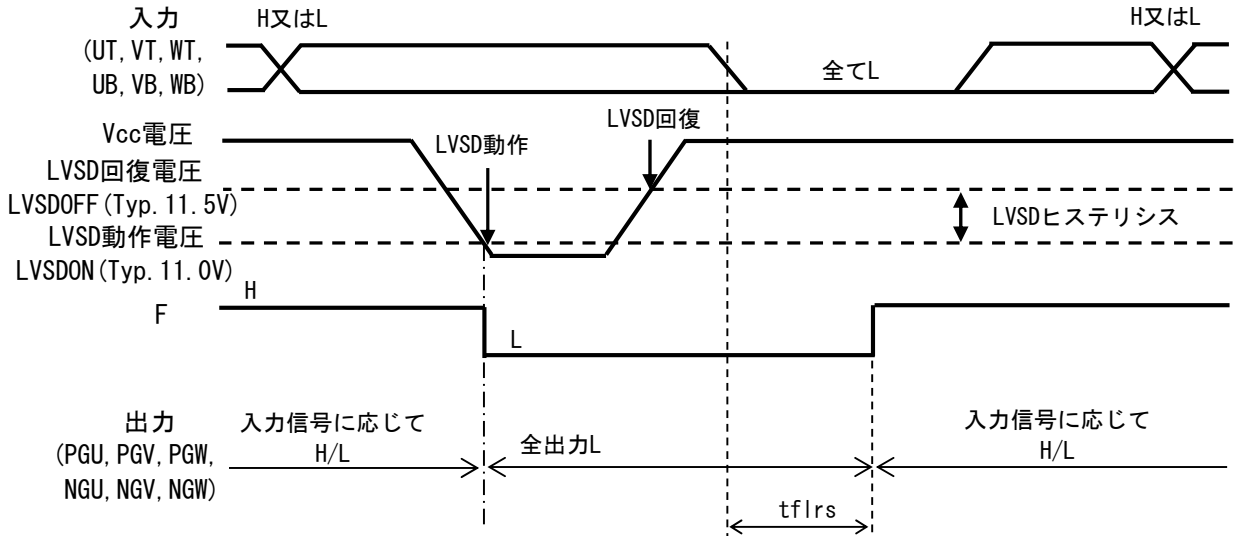 入力
(UT, VT, WT,
UB, VB, WB)
H又はL
H又はL
全てL
Vcc電圧
LVSD動作
LVSD回復
LVSD回復電圧
LVSDOFF(Typ. 11. 5V)
LVSDヒステリシス
LVSD動作電圧
LVSDON(Typ. 11. 0V)
H
F
L
出力
(PGU, PGV, PGW,
NGU, NGV, NGW)
入力信号に応じて
H/L
全出力L
入力信号に応じて
H/L
tflrs